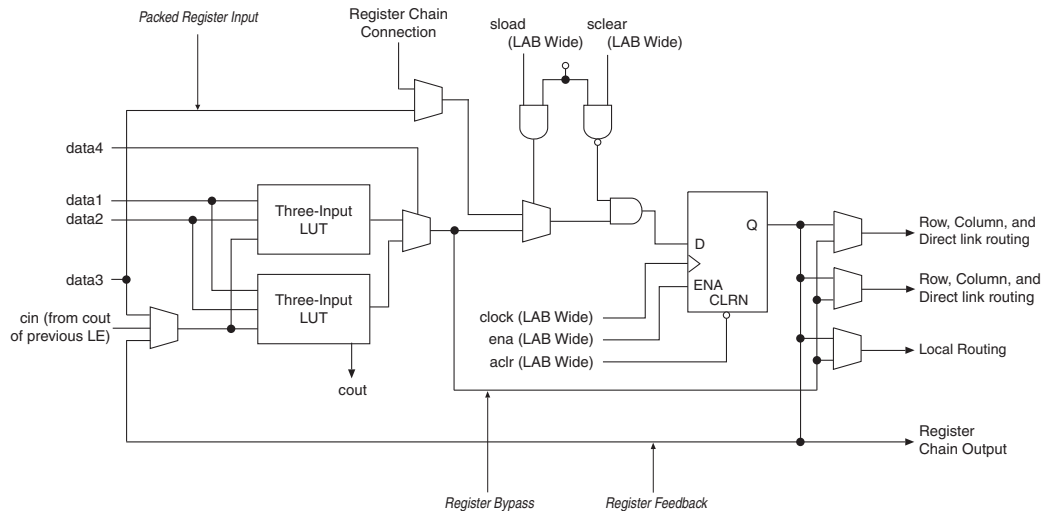 Packed Register Input
Register Chain
Connection
sload
(LAB Wide)
sclear
(LAB Wide)
data4
data1
data2
Three-Input
LUT
data3
Three-Input
LUT
cin (from cout
of previous LE)
cout
Q
D
ENA
CLRN
clock (LAB Wide)
ena (LAB Wide)
aclr (LAB Wide)
Row, Column, and
Direct link routing
Row, Column, and
Direct link routing
Local Routing
Register
Chain Output
Register Bypass
Register Feedback